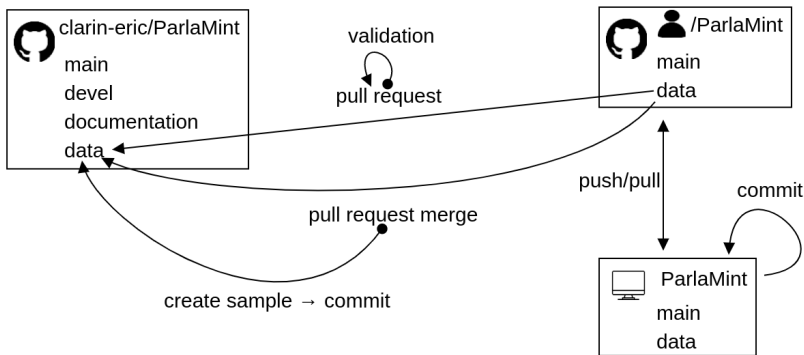 clarin-eric/ParlaMint
main
devel
documentation
data
validation
pull request
/ParlaMint
main
data
push/pull
commit
pull request merge
create sample → commit
ParlaMint
main
data